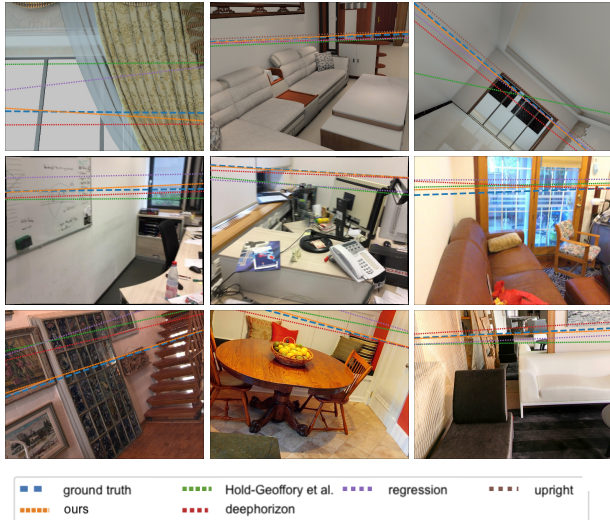 ground truth
Hold-Geoffory et al.
regression
upright
ours
deephorizon